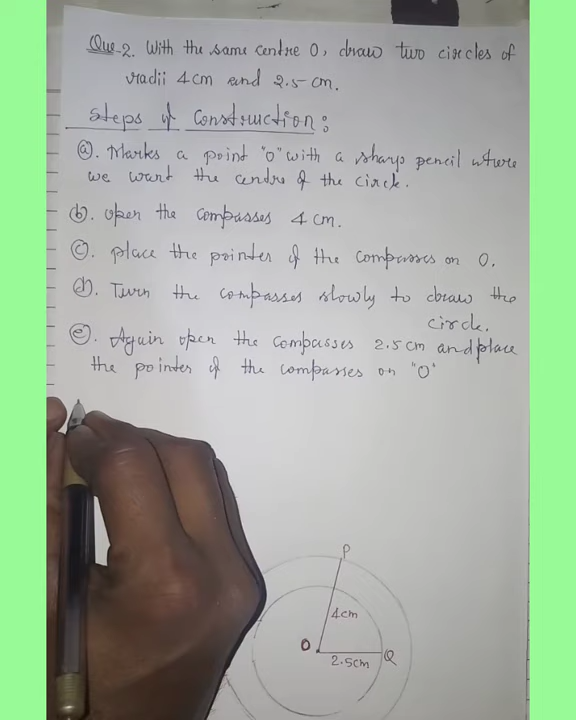 Que-2. With the same centre O, draw two circles of
radii 4cm and 2.5 cm.
Steps of Construction:
(a). Marks a point "O" with a sharp pencil where
we want the centre of the circle.
(b). Open the compasses 4 cm.
(c). Place the pointer of the compasses on O.
(d). Turn the compasses slowly to draw the
circle.
(e). Again open the compasses 2.5 cm and place
the pointer of the compasses on "O"
P
4cm
O
2.5cm
Q